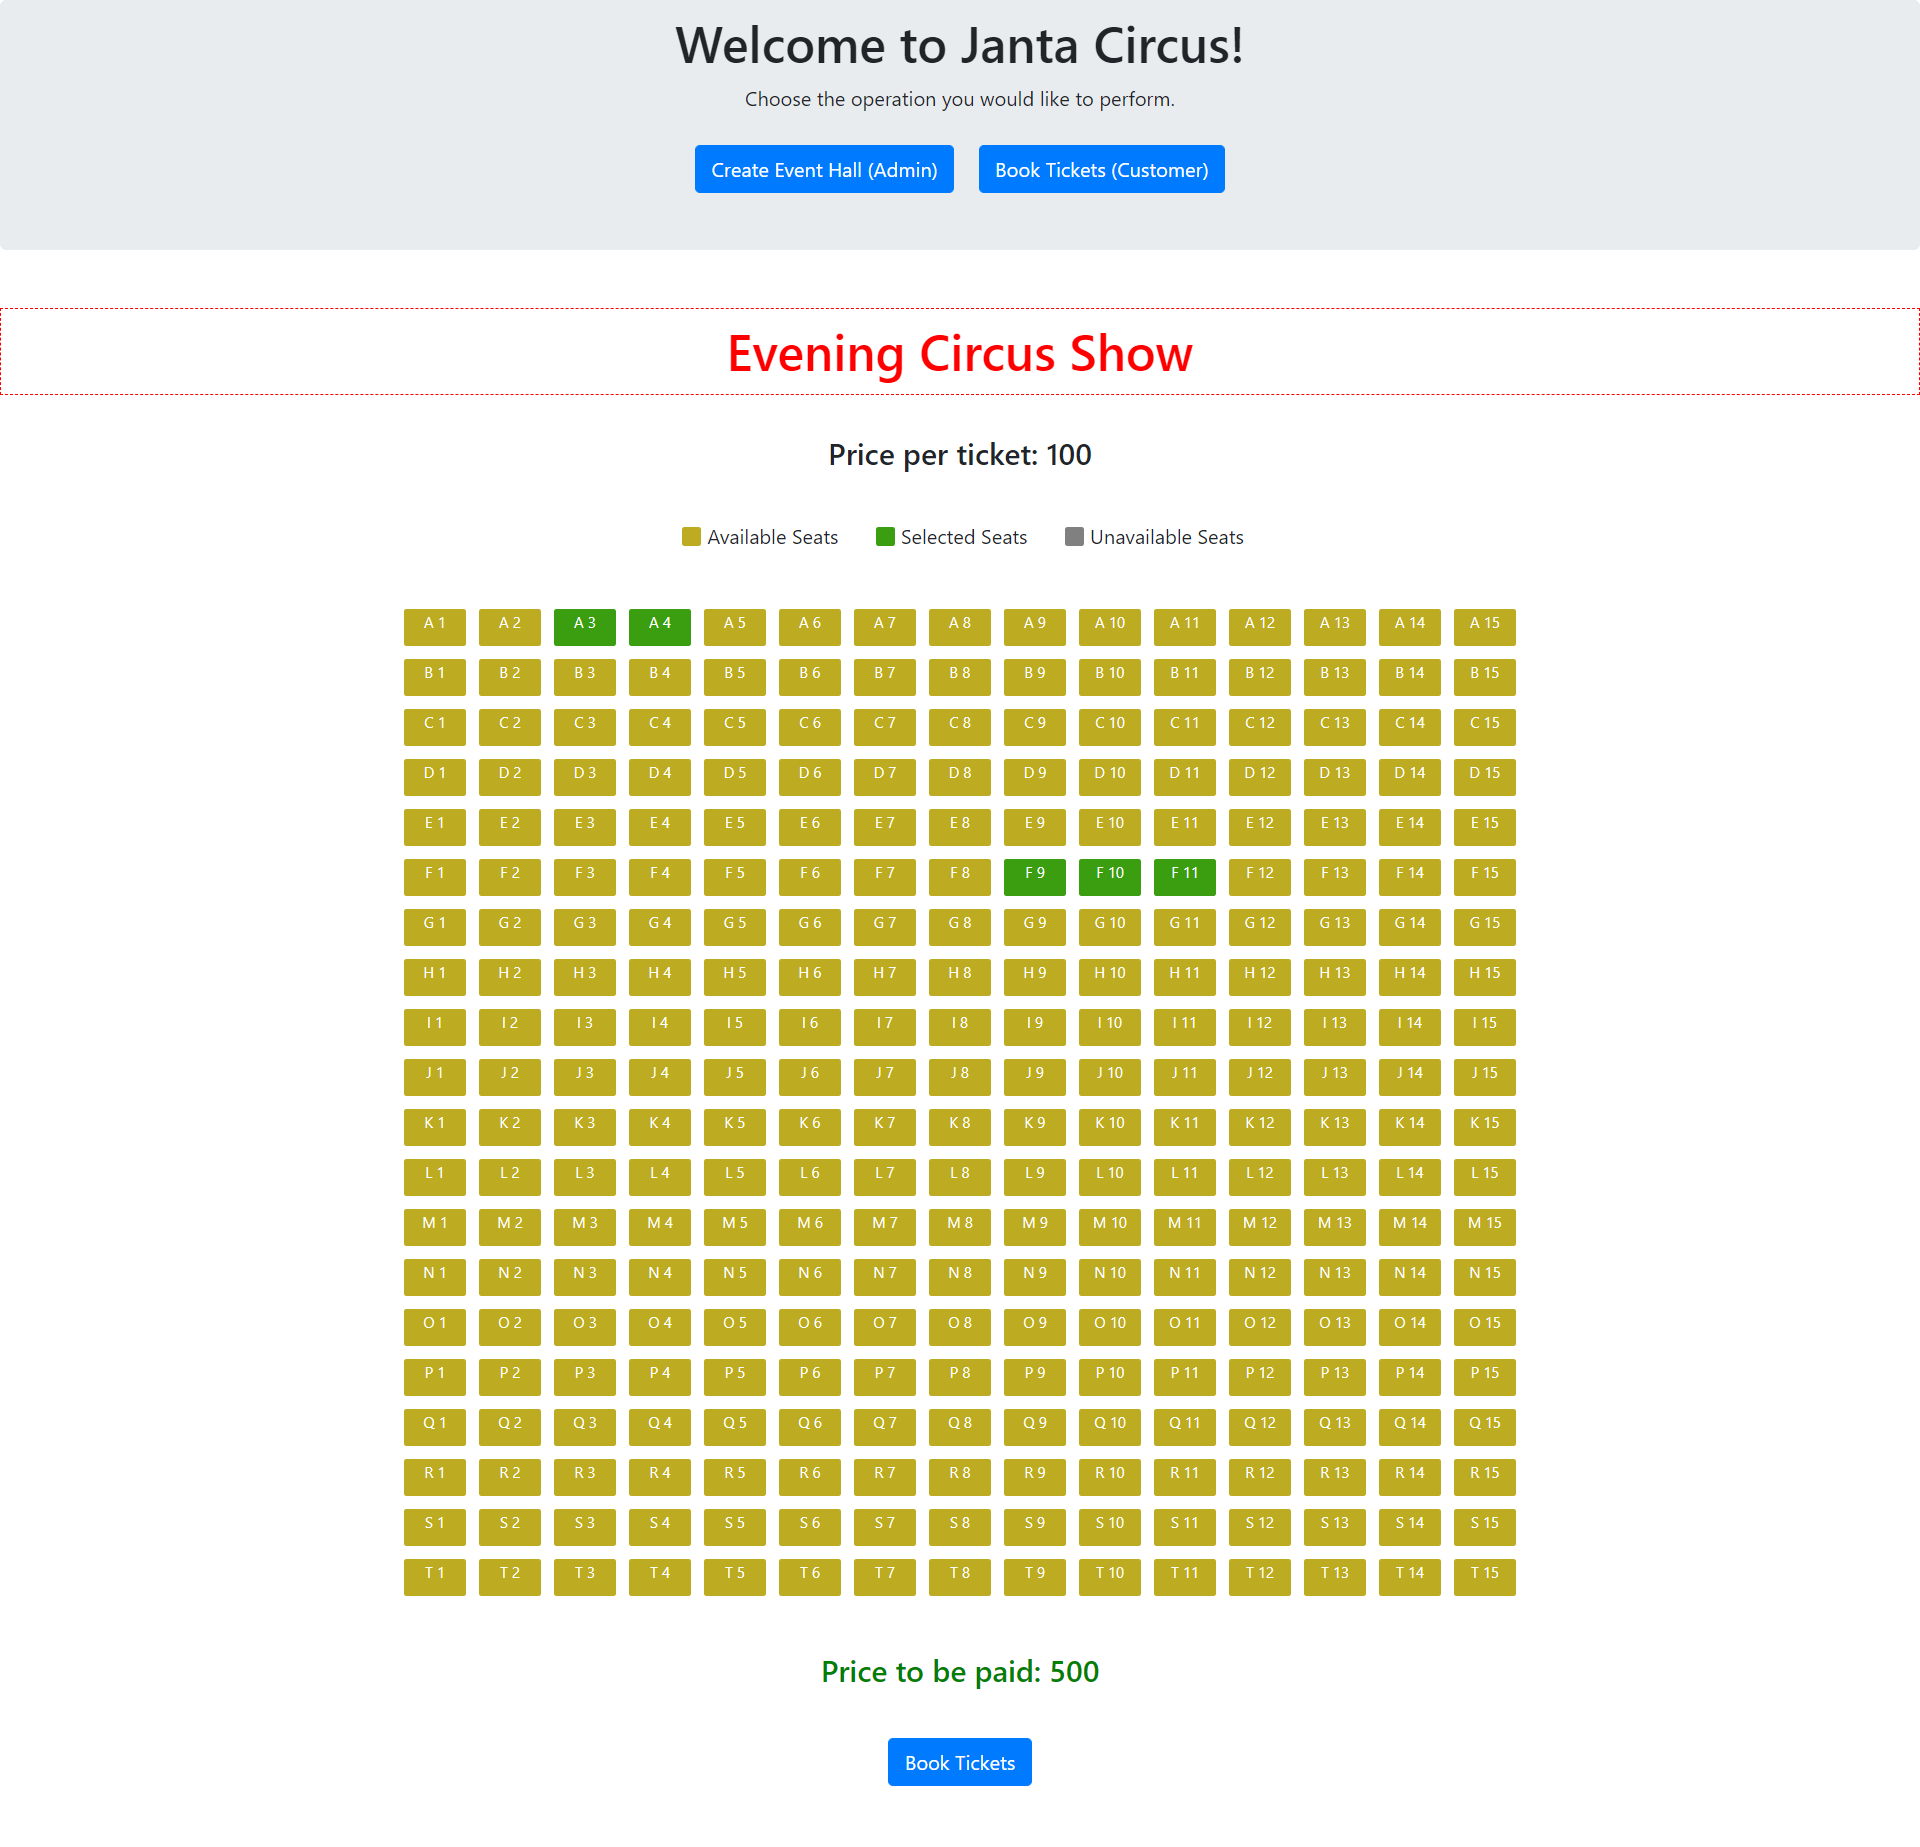 Welcome to Janta Circus!
Choose the operation you would like to perform.
Create Event Hall (Admin) Book Tickets (Customer)
Evening Circus Show
Price per ticket: 100
Available Seats Selected Seats Unavailable Seats
A 1 A 2 A 3 A 4 A 5 A 6 A 7 A 8 A 9 A 10 A 11 A 12 A 13 A 14 A 15
B 1 B 2 B 3 B 4 B 5 B 6 B 7 B 8 B 9 B 10 B 11 B 12 B 13 B 14 B 15
C 1 C 2 C 3 C 4 C 5 C 6 C 7 C 8 C 9 C 10 C 11 C 12 C 13 C 14 C 15
D 1 D 2 D 3 D 4 D 5 D 6 D 7 D 8 D 9 D 10 D 11 D 12 D 13 D 14 D 15
E 1 E 2 E 3 E 4 E 5 E 6 E 7 E 8 E 9 E 10 E 11 E 12 E 13 E 14 E 15
F 1 F 2 F 3 F 4 F 5 F 6 F 7 F 8 F 9 F 10 F 11 F 12 F 13 F 14 F 15
G 1 G 2 G 3 G 4 G 5 G 6 G 7 G 8 G 9 G 10 G 11 G 12 G 13 G 14 G 15
H 1 H 2 H 3 H 4 H 5 H 6 H 7 H 8 H 9 H 10 H 11 H 12 H 13 H 14 H 15
I 1 I 2 I 3 I 4 I 5 I 6 I 7 I 8 I 9 I 10 I 11 I 12 I 13 I 14 I 15
J 1 J 2 J 3 J 4 J 5 J 6 J 7 J 8 J 9 J 10 J 11 J 12 J 13 J 14 J 15
K 1 K 2 K 3 K 4 K 5 K 6 K 7 K 8 K 9 K 10 K 11 K 12 K 13 K 14 K 15
L 1 L 2 L 3 L 4 L 5 L 6 L 7 L 8 L 9 L 10 L 11 L 12 L 13 L 14 L 15
M 1 M 2 M 3 M 4 M 5 M 6 M 7 M 8 M 9 M 10 M 11 M 12 M 13 M 14 M 15
N 1 N 2 N 3 N 4 N 5 N 6 N 7 N 8 N 9 N 10 N 11 N 12 N 13 N 14 N 15
O 1 O 2 O 3 O 4 O 5 O 6 O 7 O 8 O 9 O 10 O 11 O 12 O 13 O 14 O 15
P 1 P 2 P 3 P 4 P 5 P 6 P 7 P 8 P 9 P 10 P 11 P 12 P 13 P 14 P 15
Q 1 Q 2 Q 3 Q 4 Q 5 Q 6 Q 7 Q 8 Q 9 Q 10 Q 11 Q 12 Q 13 Q 14 Q 15
R 1 R 2 R 3 R 4 R 5 R 6 R 7 R 8 R 9 R 10 R 11 R 12 R 13 R 14 R 15
S 1 S 2 S 3 S 4 S 5 S 6 S 7 S 8 S 9 S 10 S 11 S 12 S 13 S 14 S 15
T 1 T 2 T 3 T 4 T 5 T 6 T 7 T 8 T 9 T 10 T 11 T 12 T 13 T 14 T 15
Price to be paid: 500
Book Tickets